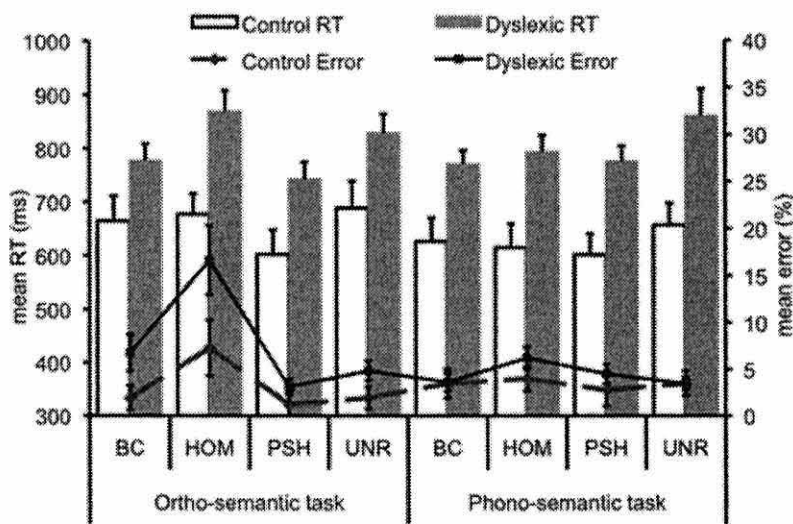 Control RT Dyslexic RT
Control Error Dyslexic Error
1000
900
800
700
600
500
400
300
mean RT (ms)
40
35
30
25
20
15
10
5
0
mean error (%)
BC HOM PSH UNR BC HOM PSH UNR
Ortho-semantic task Phono-semantic task